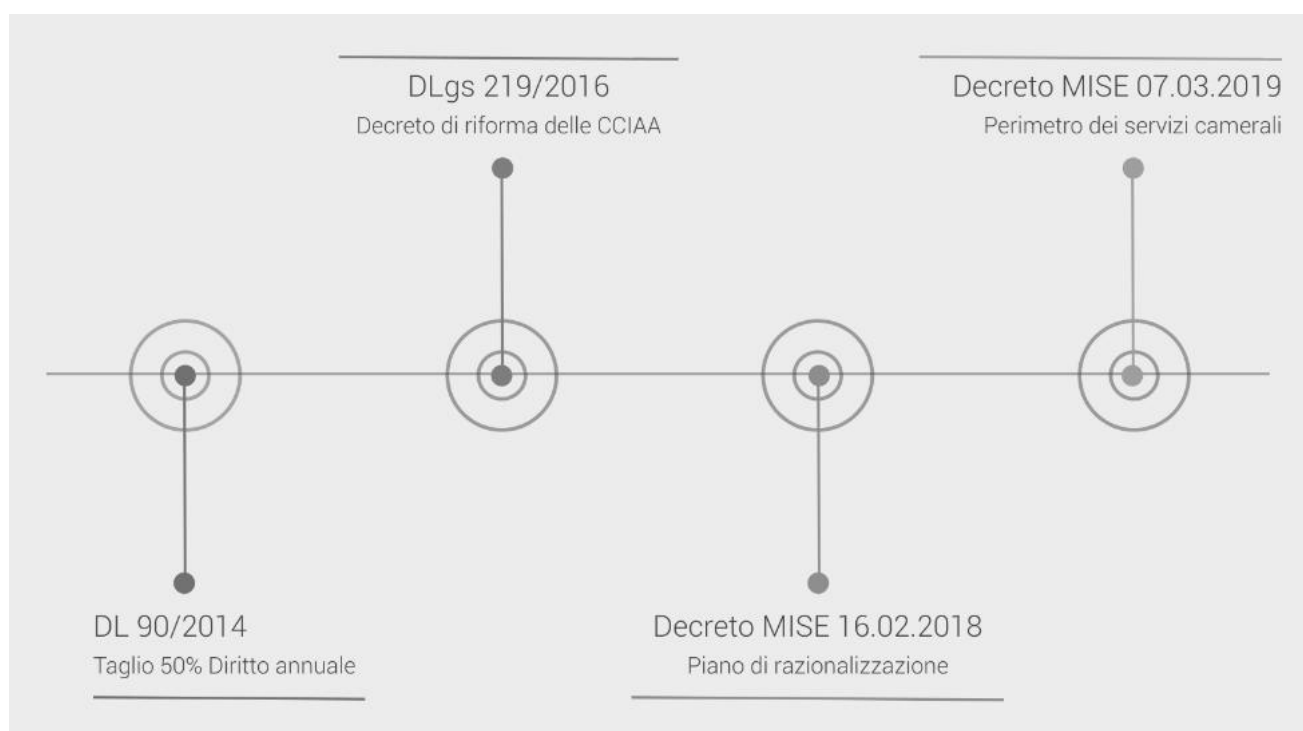 DLgs 219/2016
Decreto di riforma delle CCIAA
Decreto MISE 07.03.2019
Perimetro dei servizi camerali
DL 90/2014
Taglio 50% Diritto annuale
Decreto MISE 16.02.2018
Piano di razionalizzazione